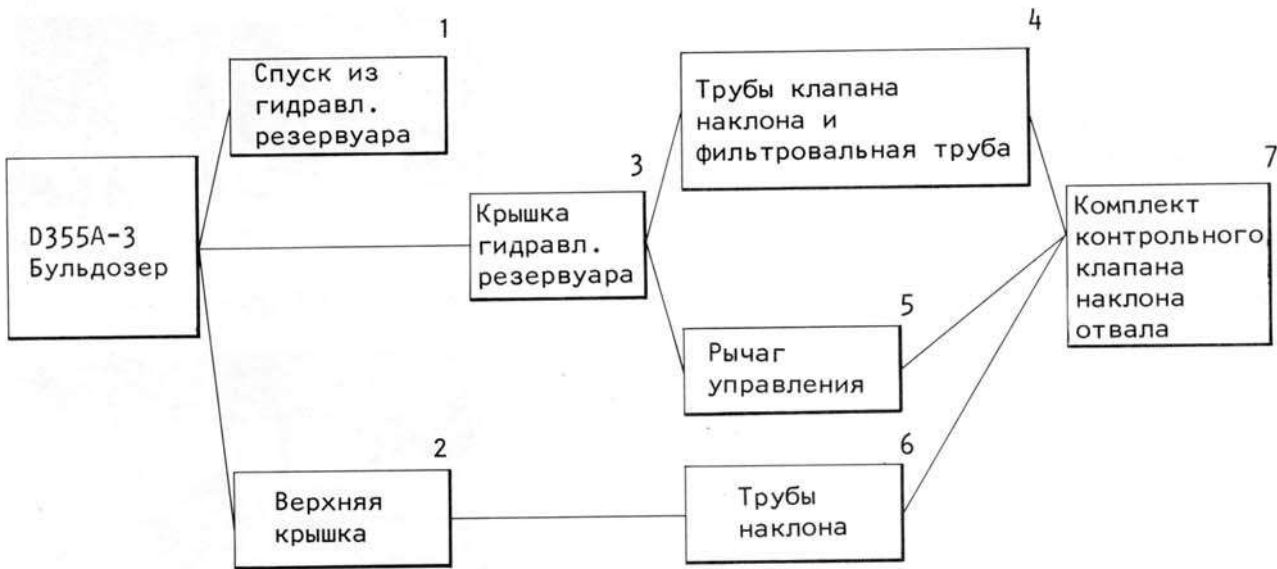 1
Спуск из
гидравл.
резервуара
D355A-3
Бульдозер
2
Верхняя
крышка
3
Крышка
гидравл.
резервуара
4
Трубы клапана
наклона и
фильтровальная труба
5
Рычаг
управления
6
Трубы
наклона
7
Комплект
контрольного
клапана
наклона
отвала